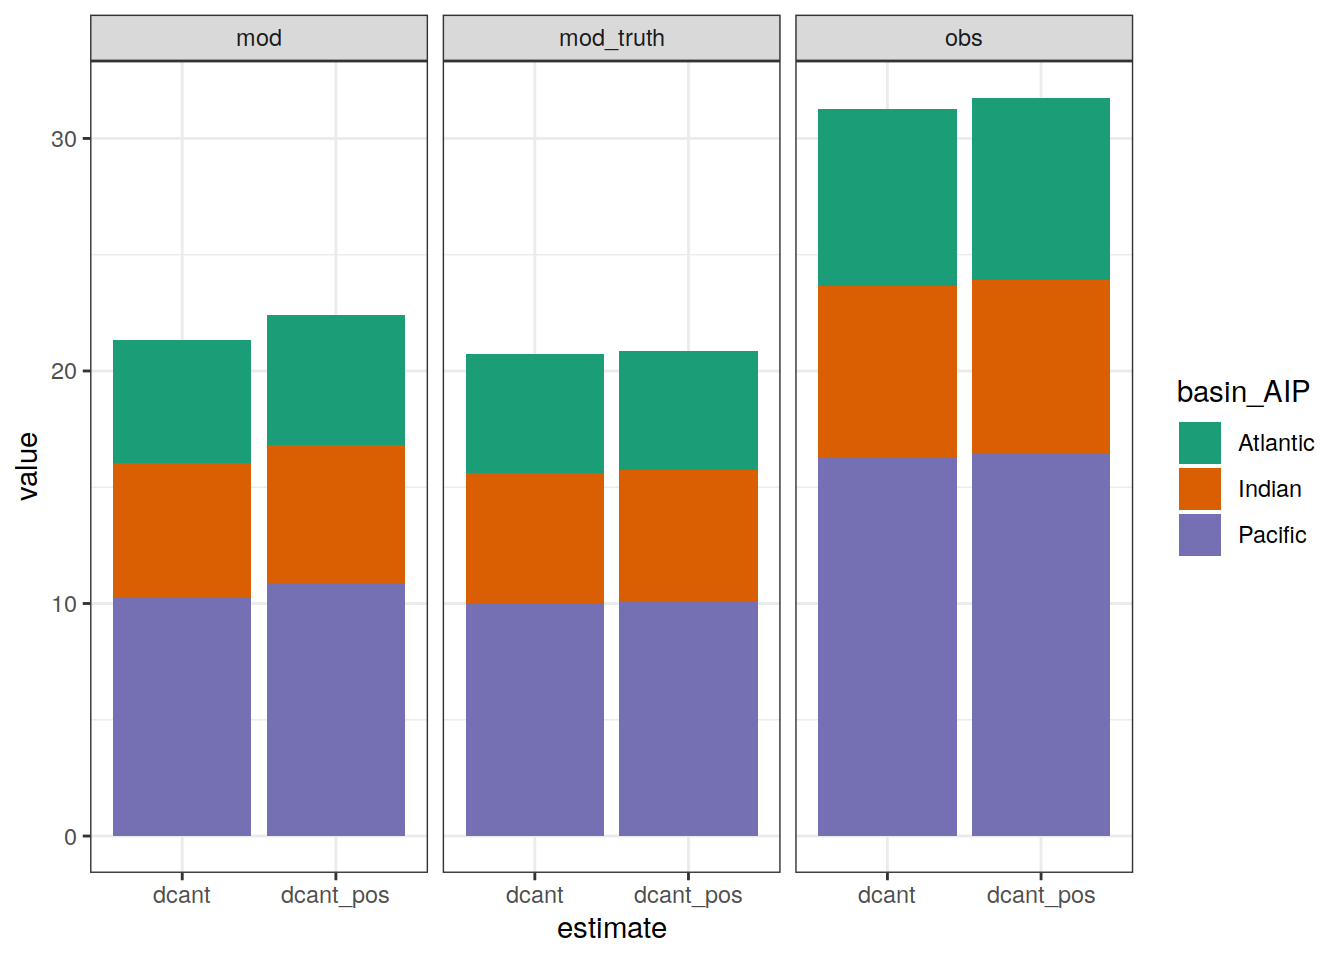 mod mod_truth obs
30
20
10
0
value
dcant dcant_pos dcant dcant_pos dcant dcant_pos
estimate
basin_AIP
Atlantic
Indian
Pacific